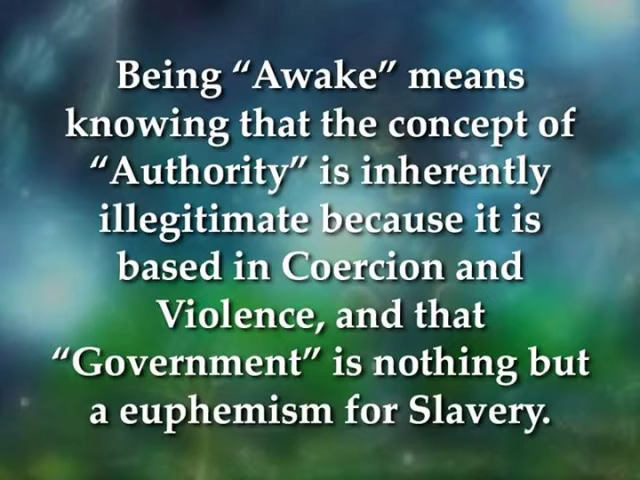 Being “Awake” means
knowing that the concept of
“Authority” is inherently
illegitimate because it is
based in Coercion and
Violence, and that
“Government” is nothing but
a euphemism for Slavery.